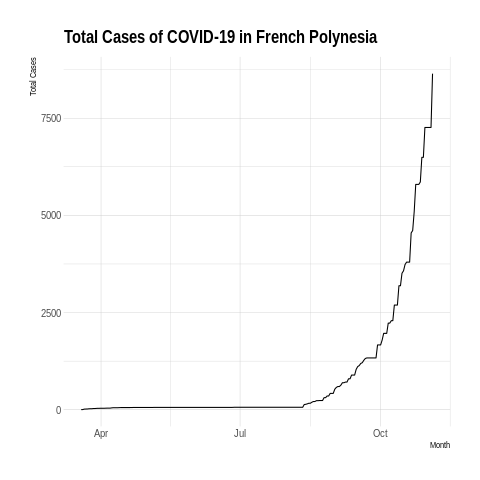 Total Cases of COVID-19 in French Polynesia
Total Cases
7500
5000
2500
0
Apr
Jul
Oct
Month